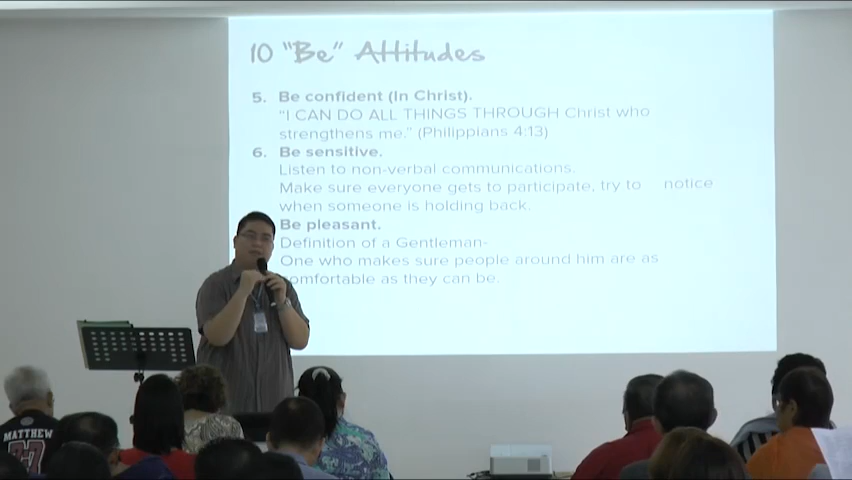 10 "Be" Attitudes
5. Be confident (In Christ).
"I CAN DO ALL THINGS THROUGH Christ who
strengthens me." (Philippians 4:13)
6. Be sensitive.
Listen to non-verbal communications.
Make sure everyone gets to participate, try to notice
when someone is holding back.
Be pleasant.
Definition of a Gentleman-
One who makes sure people around him are as
comfortable as they can be.
MATTHEW